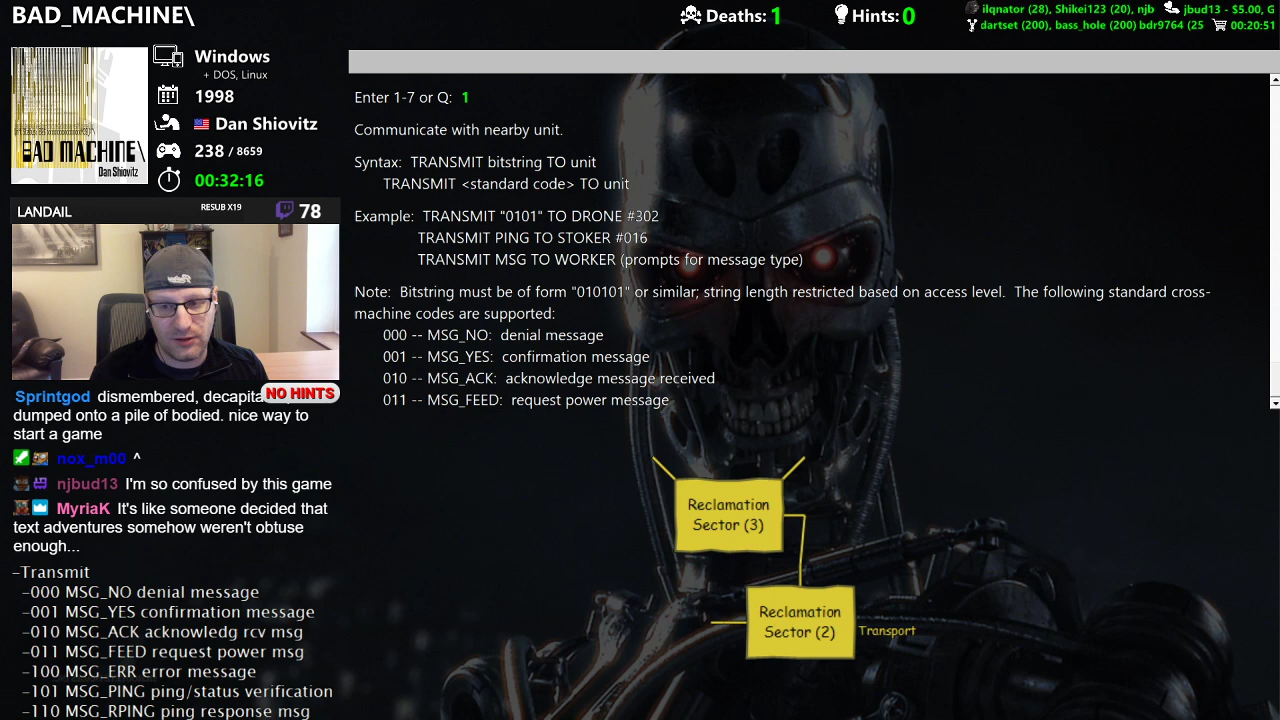 BAD_MACHINE\
Deaths: 1
Hints: 0
ilqnator (28), Shikei123 (20), njb
jbud13 - $5.00, G
dartset (200), bass_hole (200) bdr9764 (25
00:20:51
BAD MACHINE\
Dan Shiovitz
Windows
+ DOS, Linux
1998
Dan Shiovitz
238 / 8659
00:32:16
LANDAIL
RESUB X19
78
NO HINTS
Sprintgod dismembered, decapita
dumped onto a pile of bodied. nice way to
start a game
nox_m00 ^
njbud13 I'm so confused by this game
MyriaK It's like someone decided that
text adventures somehow weren't obtuse
enough...
-Transmit
-000 MSG_NO denial message
-001 MSG_YES confirmation message
-010 MSG_ACK acknowledg rcv msg
-011 MSG_FEED request power msg
-100 MSG_ERR error message
-101 MSG_PING ping/status verification
-110 MSG_RPING ping response msg
Enter 1-7 or Q: 1
Communicate with nearby unit.
Syntax: TRANSMIT bitstring TO unit
TRANSMIT <standard code> TO unit
Example: TRANSMIT "0101" TO DRONE #302
TRANSMIT PING TO STOKER #016
TRANSMIT MSG TO WORKER (prompts for message type)
Note: Bitstring must be of form "010101" or similar; string length restricted based on access level. The following standard cross-
machine codes are supported:
000 -- MSG_NO: denial message
001 -- MSG_YES: confirmation message
010 -- MSG_ACK: acknowledge message received
011 -- MSG_FEED: request power message
Reclamation
Sector (3)
Reclamation
Sector (2)
Transport